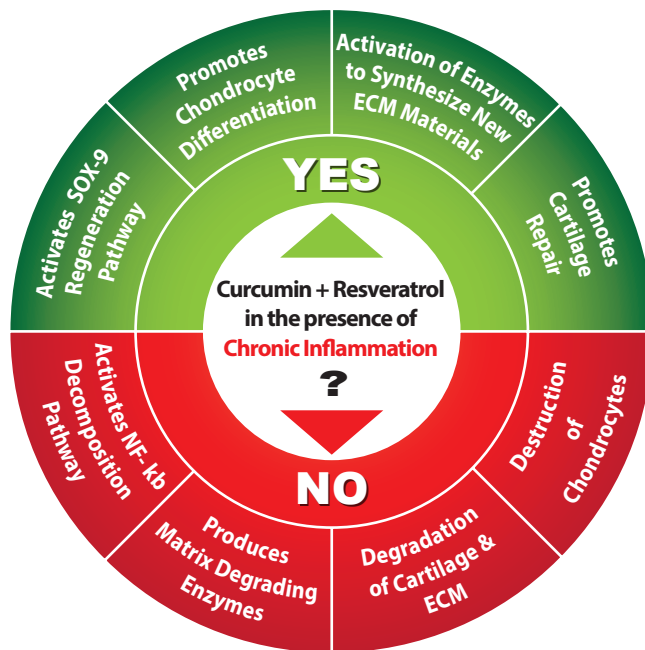 Activates SOX-9
Regeneration
Pathway
Promotes
Chondrocyte
Differentiation
Activation of Enzymes
to Synthesize New
ECM Materials
Promotes
Cartilage
Repair
YES
Curcumin + Resveratrol
in the presence of
Chronic Inflammation
?
NO
Activates NF-kb
Decomposition
Pathway
Produces
Matrix Degrading
Enzymes
Degradation
of Cartilage &
ECM
Destruction
of
Chondrocytes